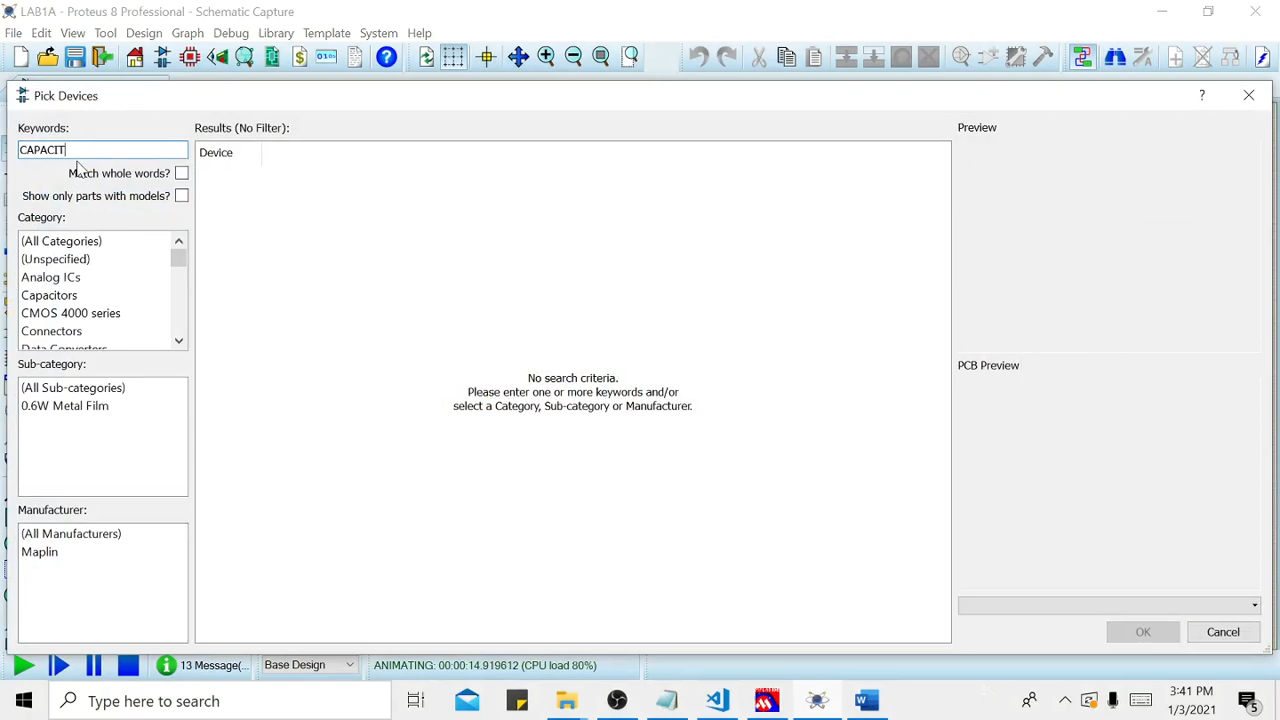 LAB1A - Proteus 8 Professional - Schematic Capture
File Edit View Tool Design Graph Debug Library Template System Help
Pick Devices
Keywords:
CAPACIT
Match whole words?
Show only parts with models?
Category:
(All Categories)
(Unspecified)
Analog ICs
Capacitors
CMOS 4000 series
Connectors
Data Converters
Sub-category:
(All Sub-categories)
0.6W Metal Film
Manufacturer:
(All Manufacturers)
Maplin
Results (No Filter):
Device
No search criteria.
Please enter one or more keywords and/or
select a Category, Sub-category or Manufacturer.
Preview
PCB Preview
OK Cancel
13 Message(... Base Design ANIMATING: 00:00:14.919612 (CPU load 80%)
Type here to search
3:41 PM
1/3/2021
5